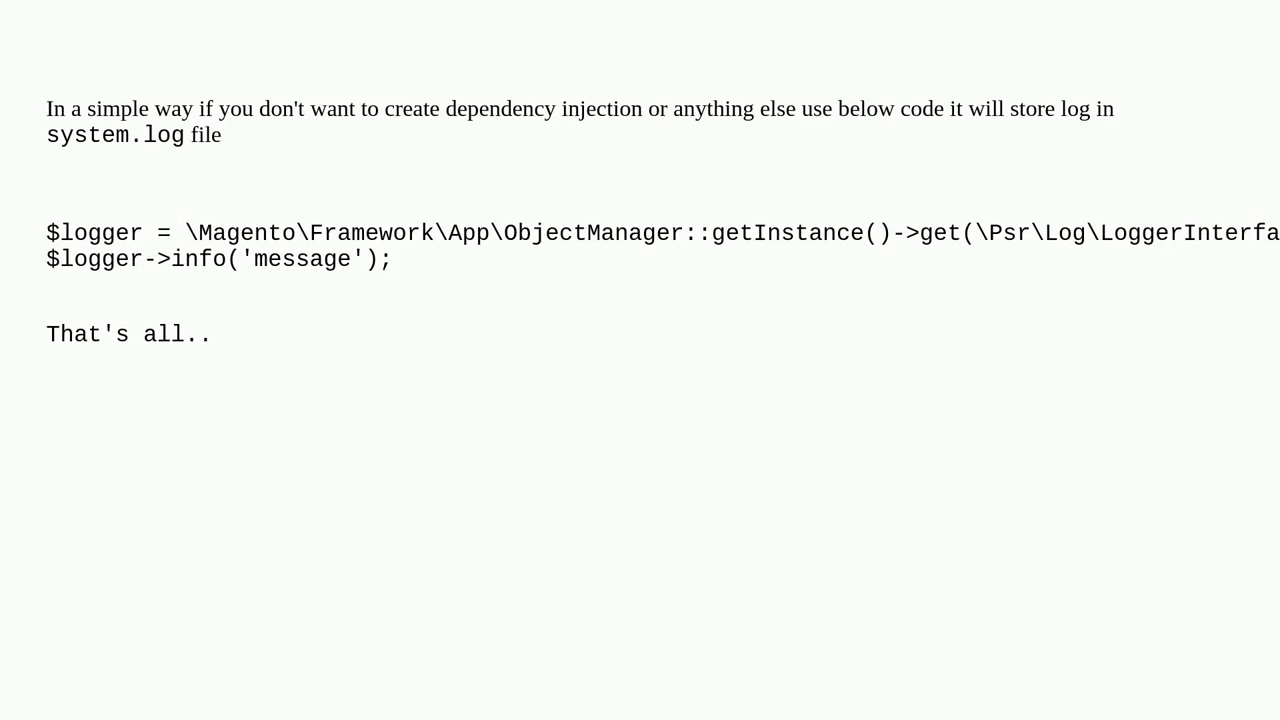 In a simple way if you don't want to create dependency injection or anything else use below code it will store log in
system.log file
$logger = \Magento\Framework\App\ObjectManager::getInstance()->get(\Psr\Log\LoggerInterfa
$logger->info('message');
That's all..